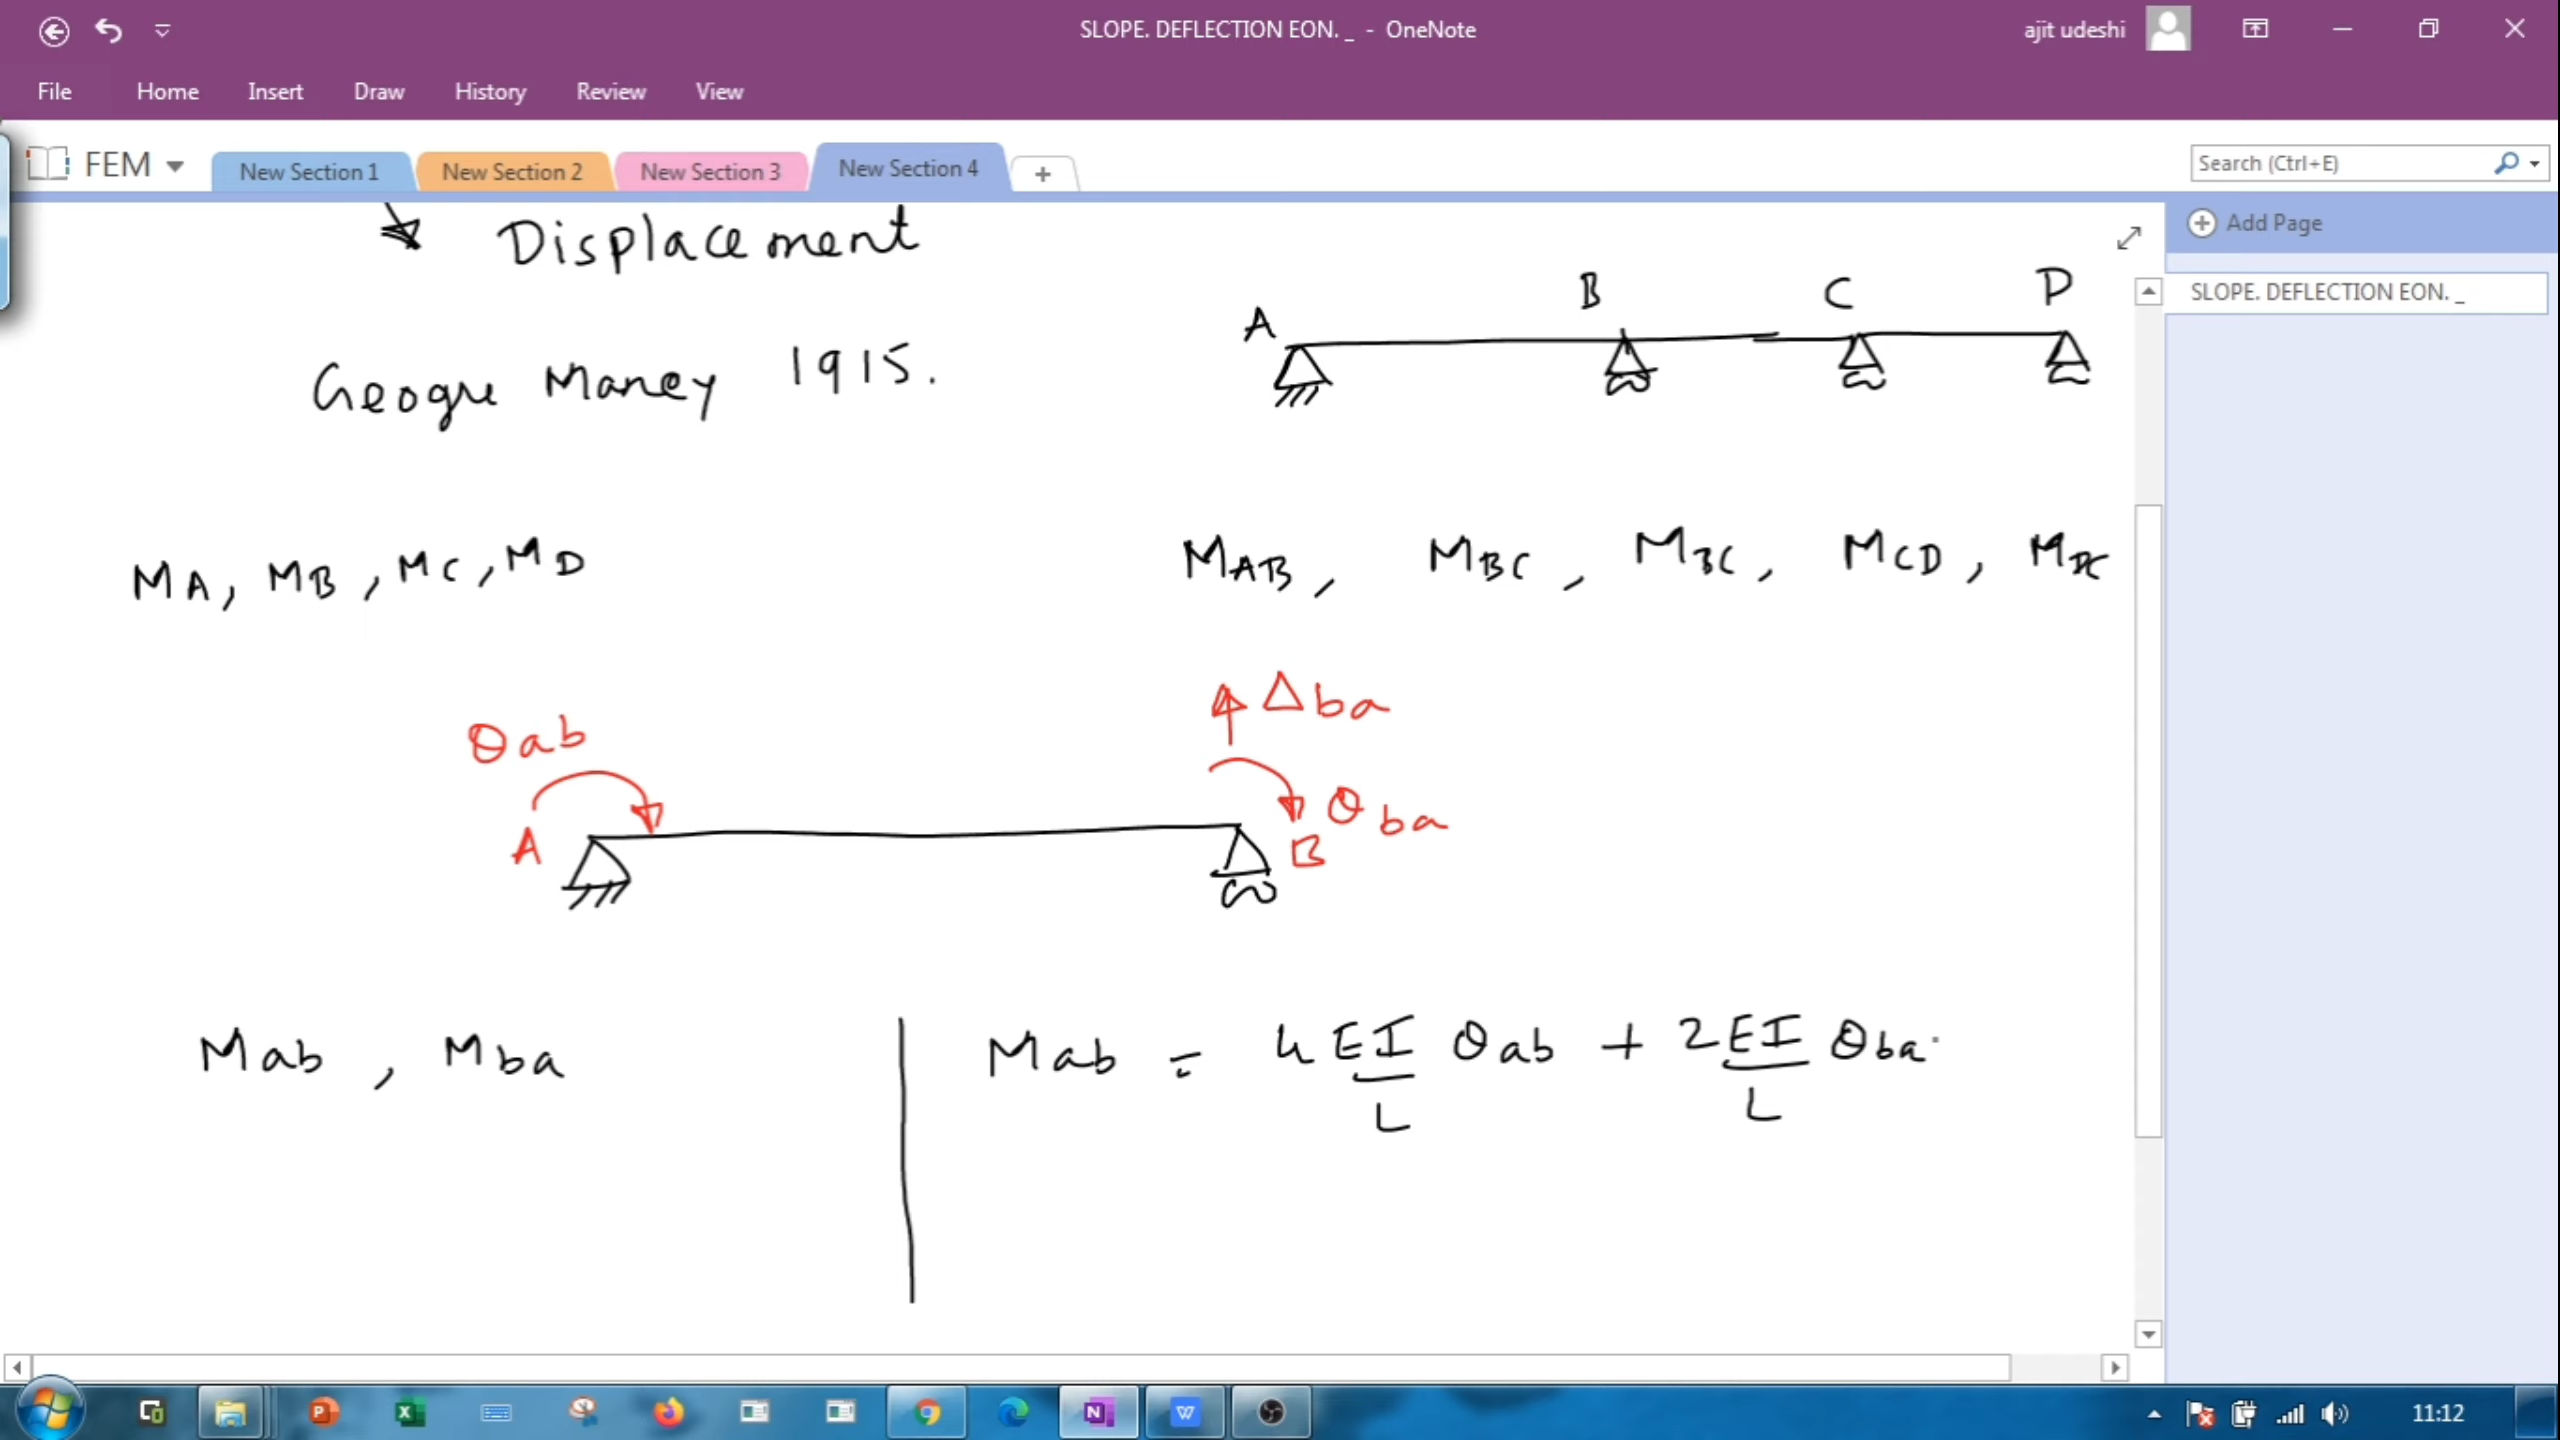 SLOPE. DEFLECTION EON. _ - OneNote
ajit udeshi
File Home Insert Draw History Review View
FEM
New Section 1 New Section 2 New Section 3 New Section 4 +
Search (Ctrl+E)
Add Page
SLOPE. DEFLECTION EON. _
Displacement
Geogre Maney 1915.
A B C D
MA, MB, MC, MD
MAB, MBC, MBC, MCD, MDC
θab
Δba
θba
A B
Mab, Mba
Mab = 4EI/L θab + 2EI/L θba
11:12